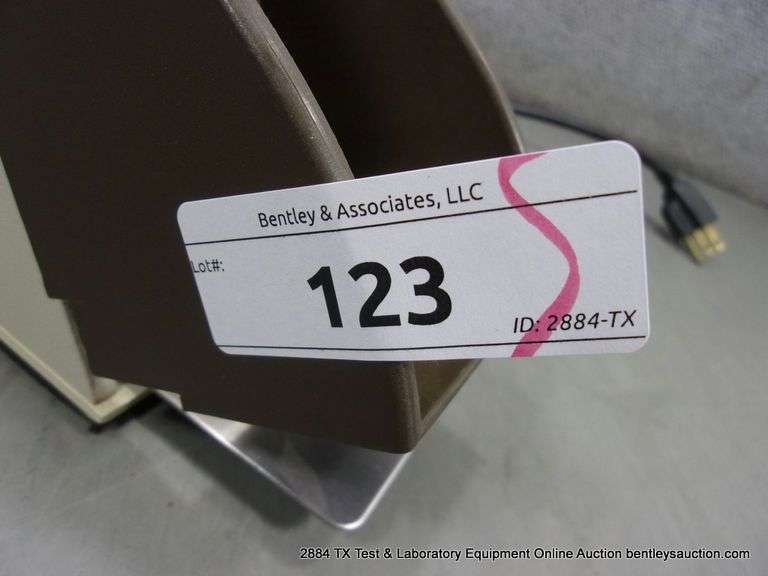 Bentley & Associates, LLC
Lot#:
123
ID: 2884-TX
2884 TX Test & Laboratory Equipment Online Auction bentleysauction.com